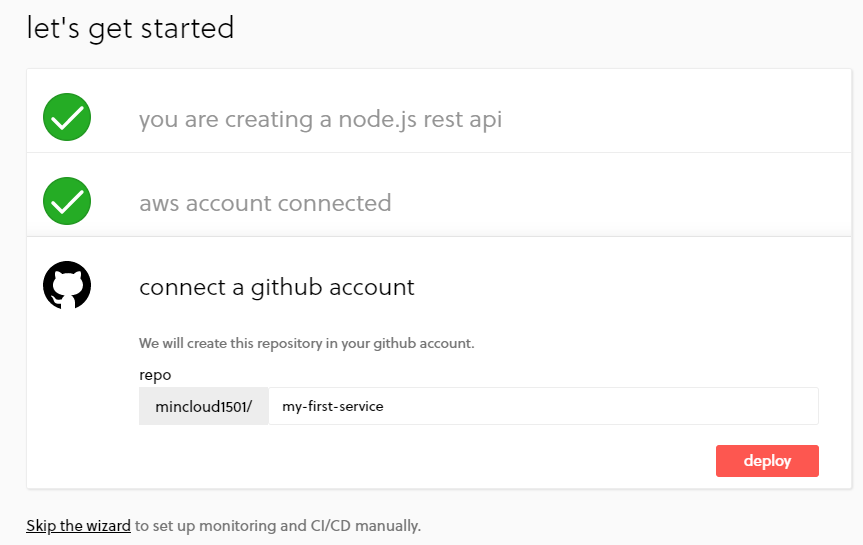 let's get started
you are creating a node.js rest api
aws account connected
connect a github account
We will create this repository in your github account.
repo
mincloud1501/ my-first-service
deploy
Skip the wizard to set up monitoring and CI/CD manually.